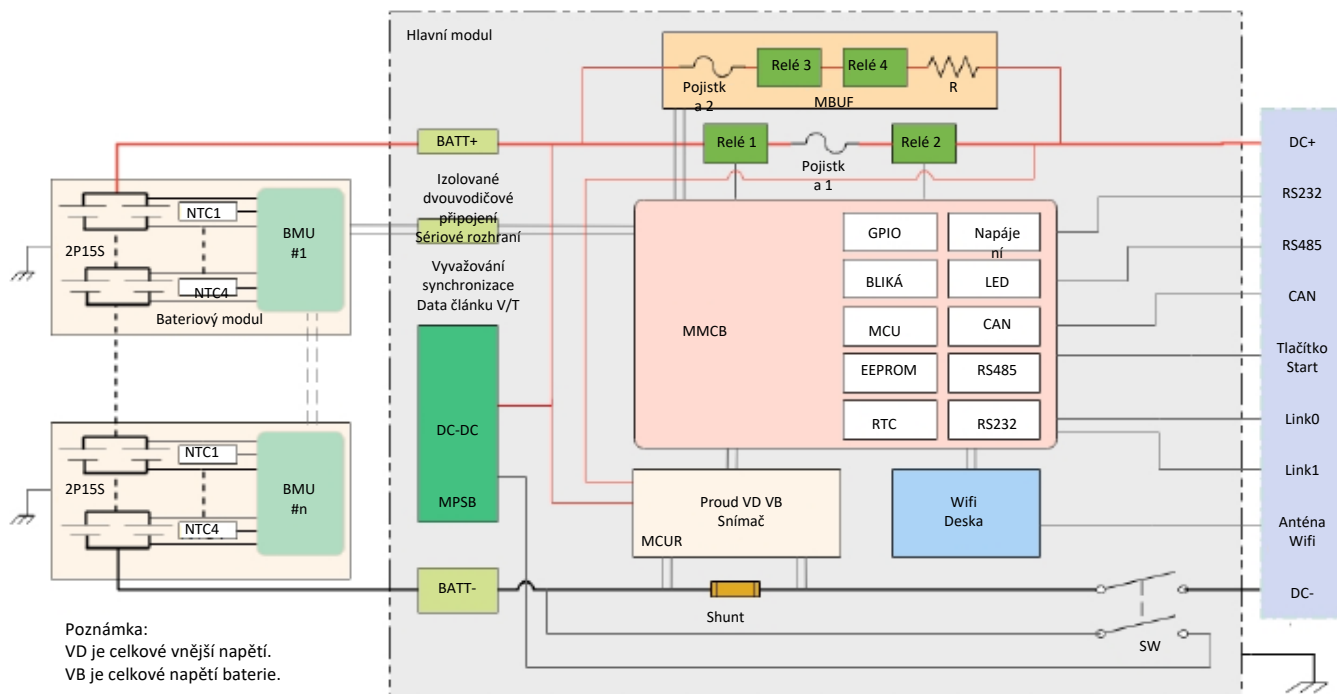 Hlavní modul
Pojistk
a 2
Relé 3
Relé 4
R
MBUF
BATT+
Relé 1
Pojistk
a 1
Relé 2
DC+
RS232
RS485
CAN
Tlačítko
Start
Link0
Link1
Anténa
Wifi
DC-
Izolované
dvouvodičové
připojení
Sériové rozhraní
Vyvažování
synchronizace
Data článku V/T
NTC1
2P15S
NTC4
BMU
#1
Bateriový modul
MMCB
GPIO
Napáje
ní
BLIKÁ
LED
MCU
CAN
EEPROM
RS485
RTC
RS232
DC-DC
MPSB
NTC1
2P15S
NTC4
BMU
#n
Proud VD VB
Snímač
MCUR
Wifi
Deska
BATT-
Shunt
SW
Poznámka:
VD je celkové vnější napětí.
VB je celkové napětí baterie.